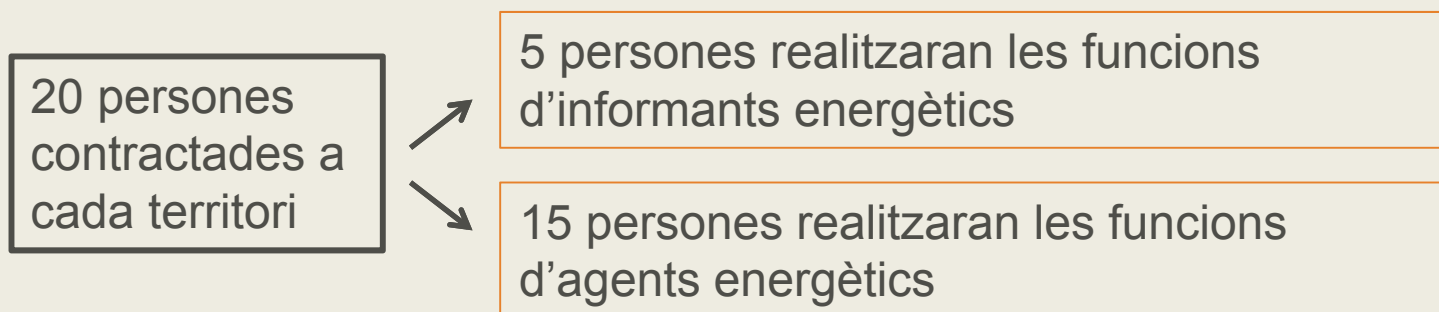 20 persones
contractades a
cada territori
5 persones realitzaran les funcions
d’informants energètics
15 persones realitzaran les funcions
d’agents energètics